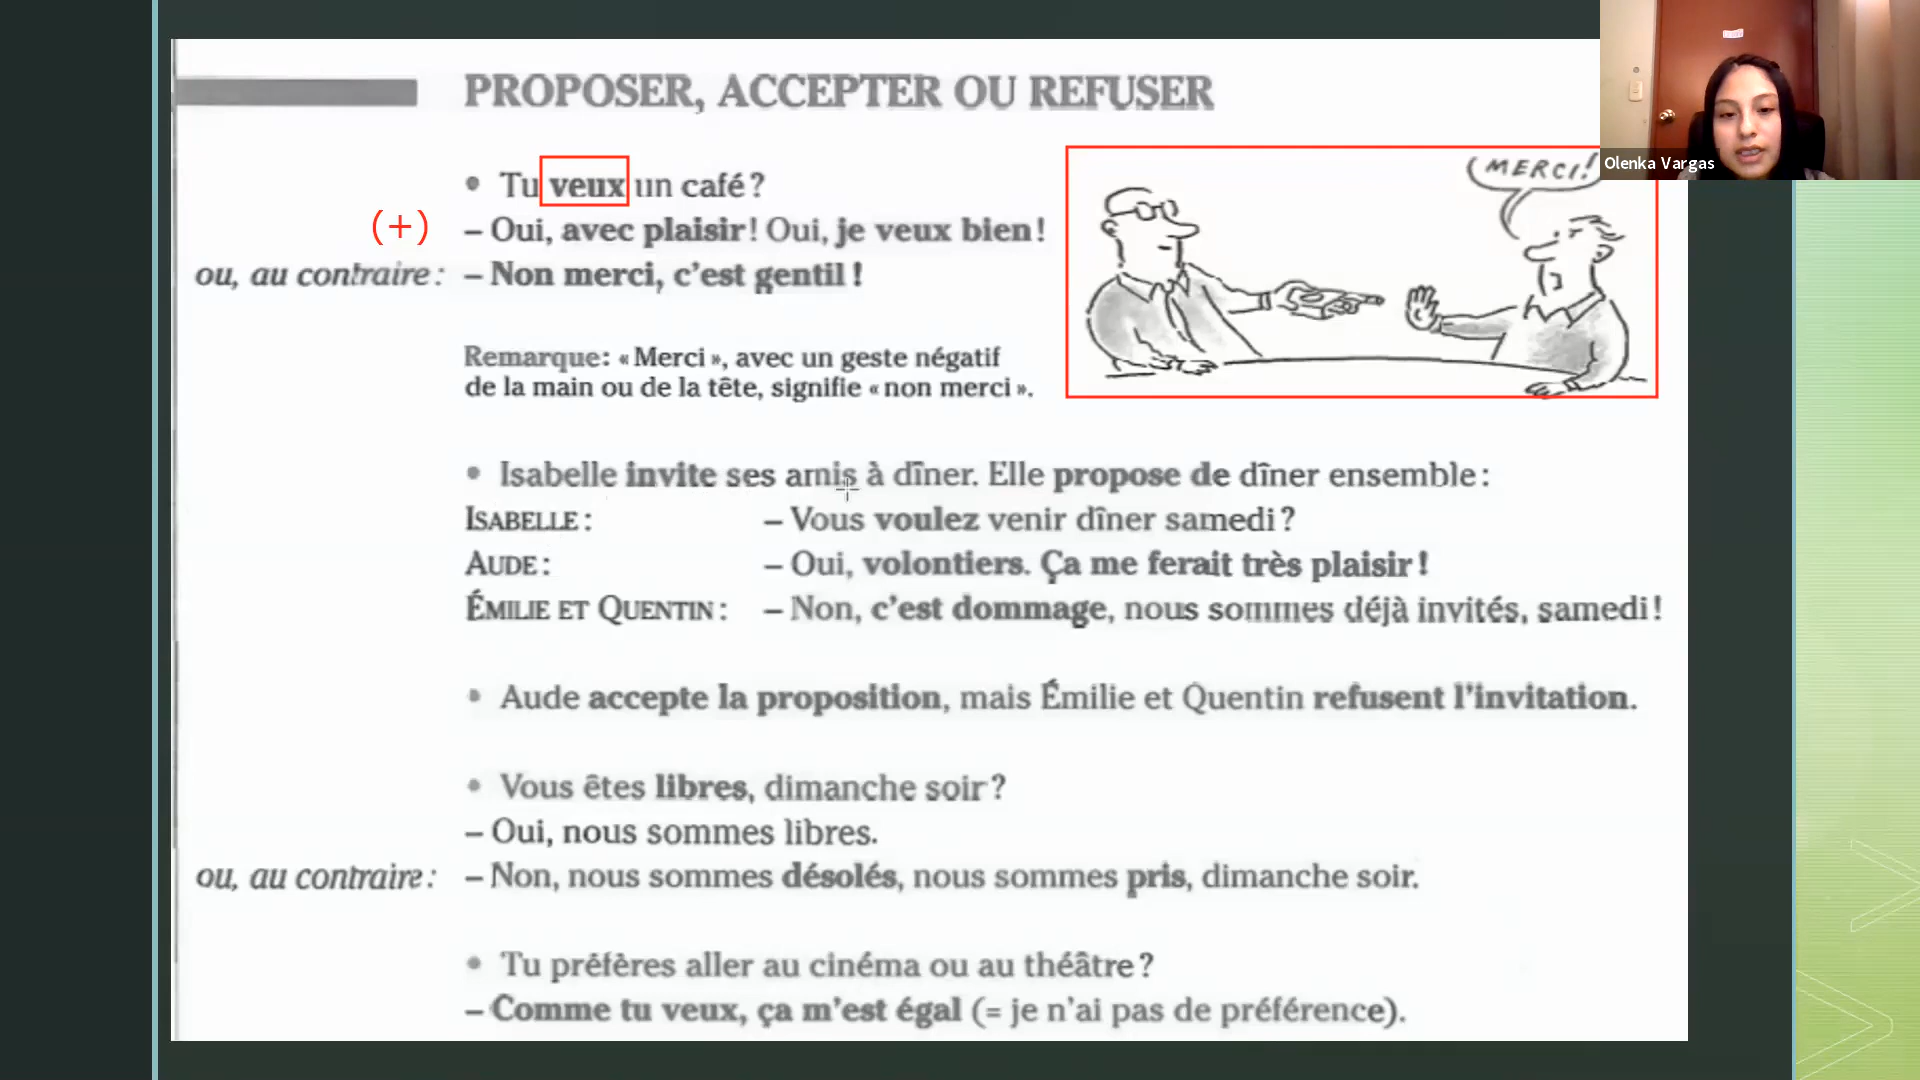 PROPOSER, ACCEPTER OU REFUSER
• Tu veux un café ?
(+) – Oui, avec plaisir ! Oui, je veux bien !
ou, au contraire : – Non merci, c'est gentil !
MERCI !
Olenka Vargas
Remarque : « Merci », avec un geste négatif
de la main ou de la tête, signifie « non merci ».
• Isabelle invite ses amis à dîner. Elle propose de dîner ensemble :
ISABELLE : – Vous voulez venir dîner samedi ?
AUDE : – Oui, volontiers. Ça me ferait très plaisir !
ÉMILIE ET QUENTIN : – Non, c'est dommage, nous sommes déjà invités, samedi !
• Aude accepte la proposition, mais Émilie et Quentin refusent l'invitation.
• Vous êtes libres, dimanche soir ?
– Oui, nous sommes libres.
ou, au contraire : – Non, nous sommes désolés, nous sommes pris, dimanche soir.
• Tu préfères aller au cinéma ou au théâtre ?
– Comme tu veux, ça m'est égal (= je n'ai pas de préférence).